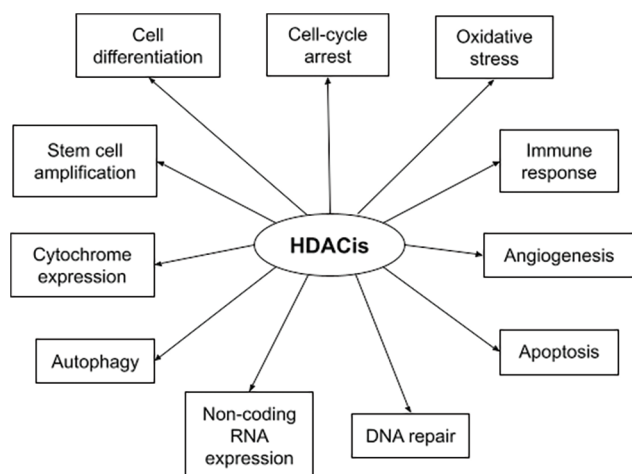 Cell
differentiation
Cell-cycle
arrest
Oxidative
stress
Stem cell
amplification
Immune
response
HDACis
Cytochrome
expression
Angiogenesis
Autophagy
Apoptosis
Non-coding
RNA
expression
DNA repair